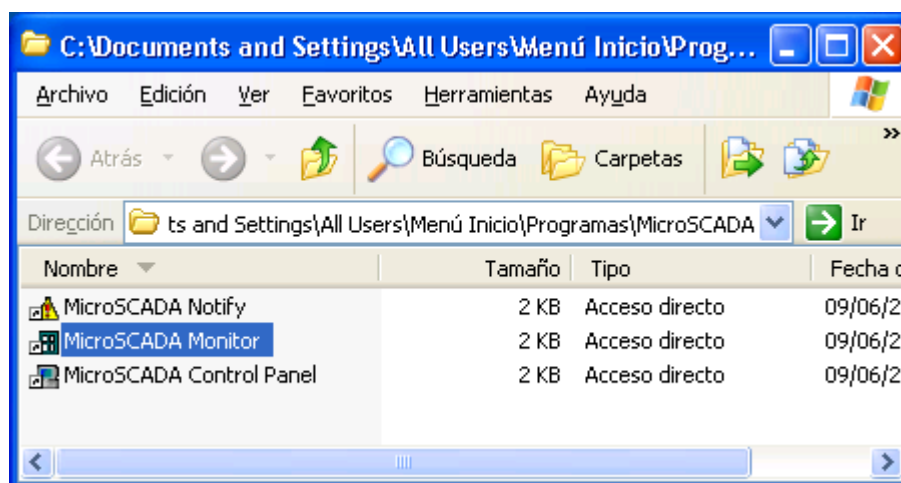 C:\Documents and Settings\All Users\Menú Inicio\Prog...
Archivo Edición Ver Favoritos Herramientas Ayuda
Atrás Búsqueda Carpetas »
Dirección ts and Settings\All Users\Menú Inicio\Programas\MicroSCADA Ir
Nombre Tamaño Tipo Fecha
MicroSCADA Notify 2 KB Acceso directo 09/06/2
MicroSCADA Monitor 2 KB Acceso directo 09/06/2
MicroSCADA Control Panel 2 KB Acceso directo 09/06/2